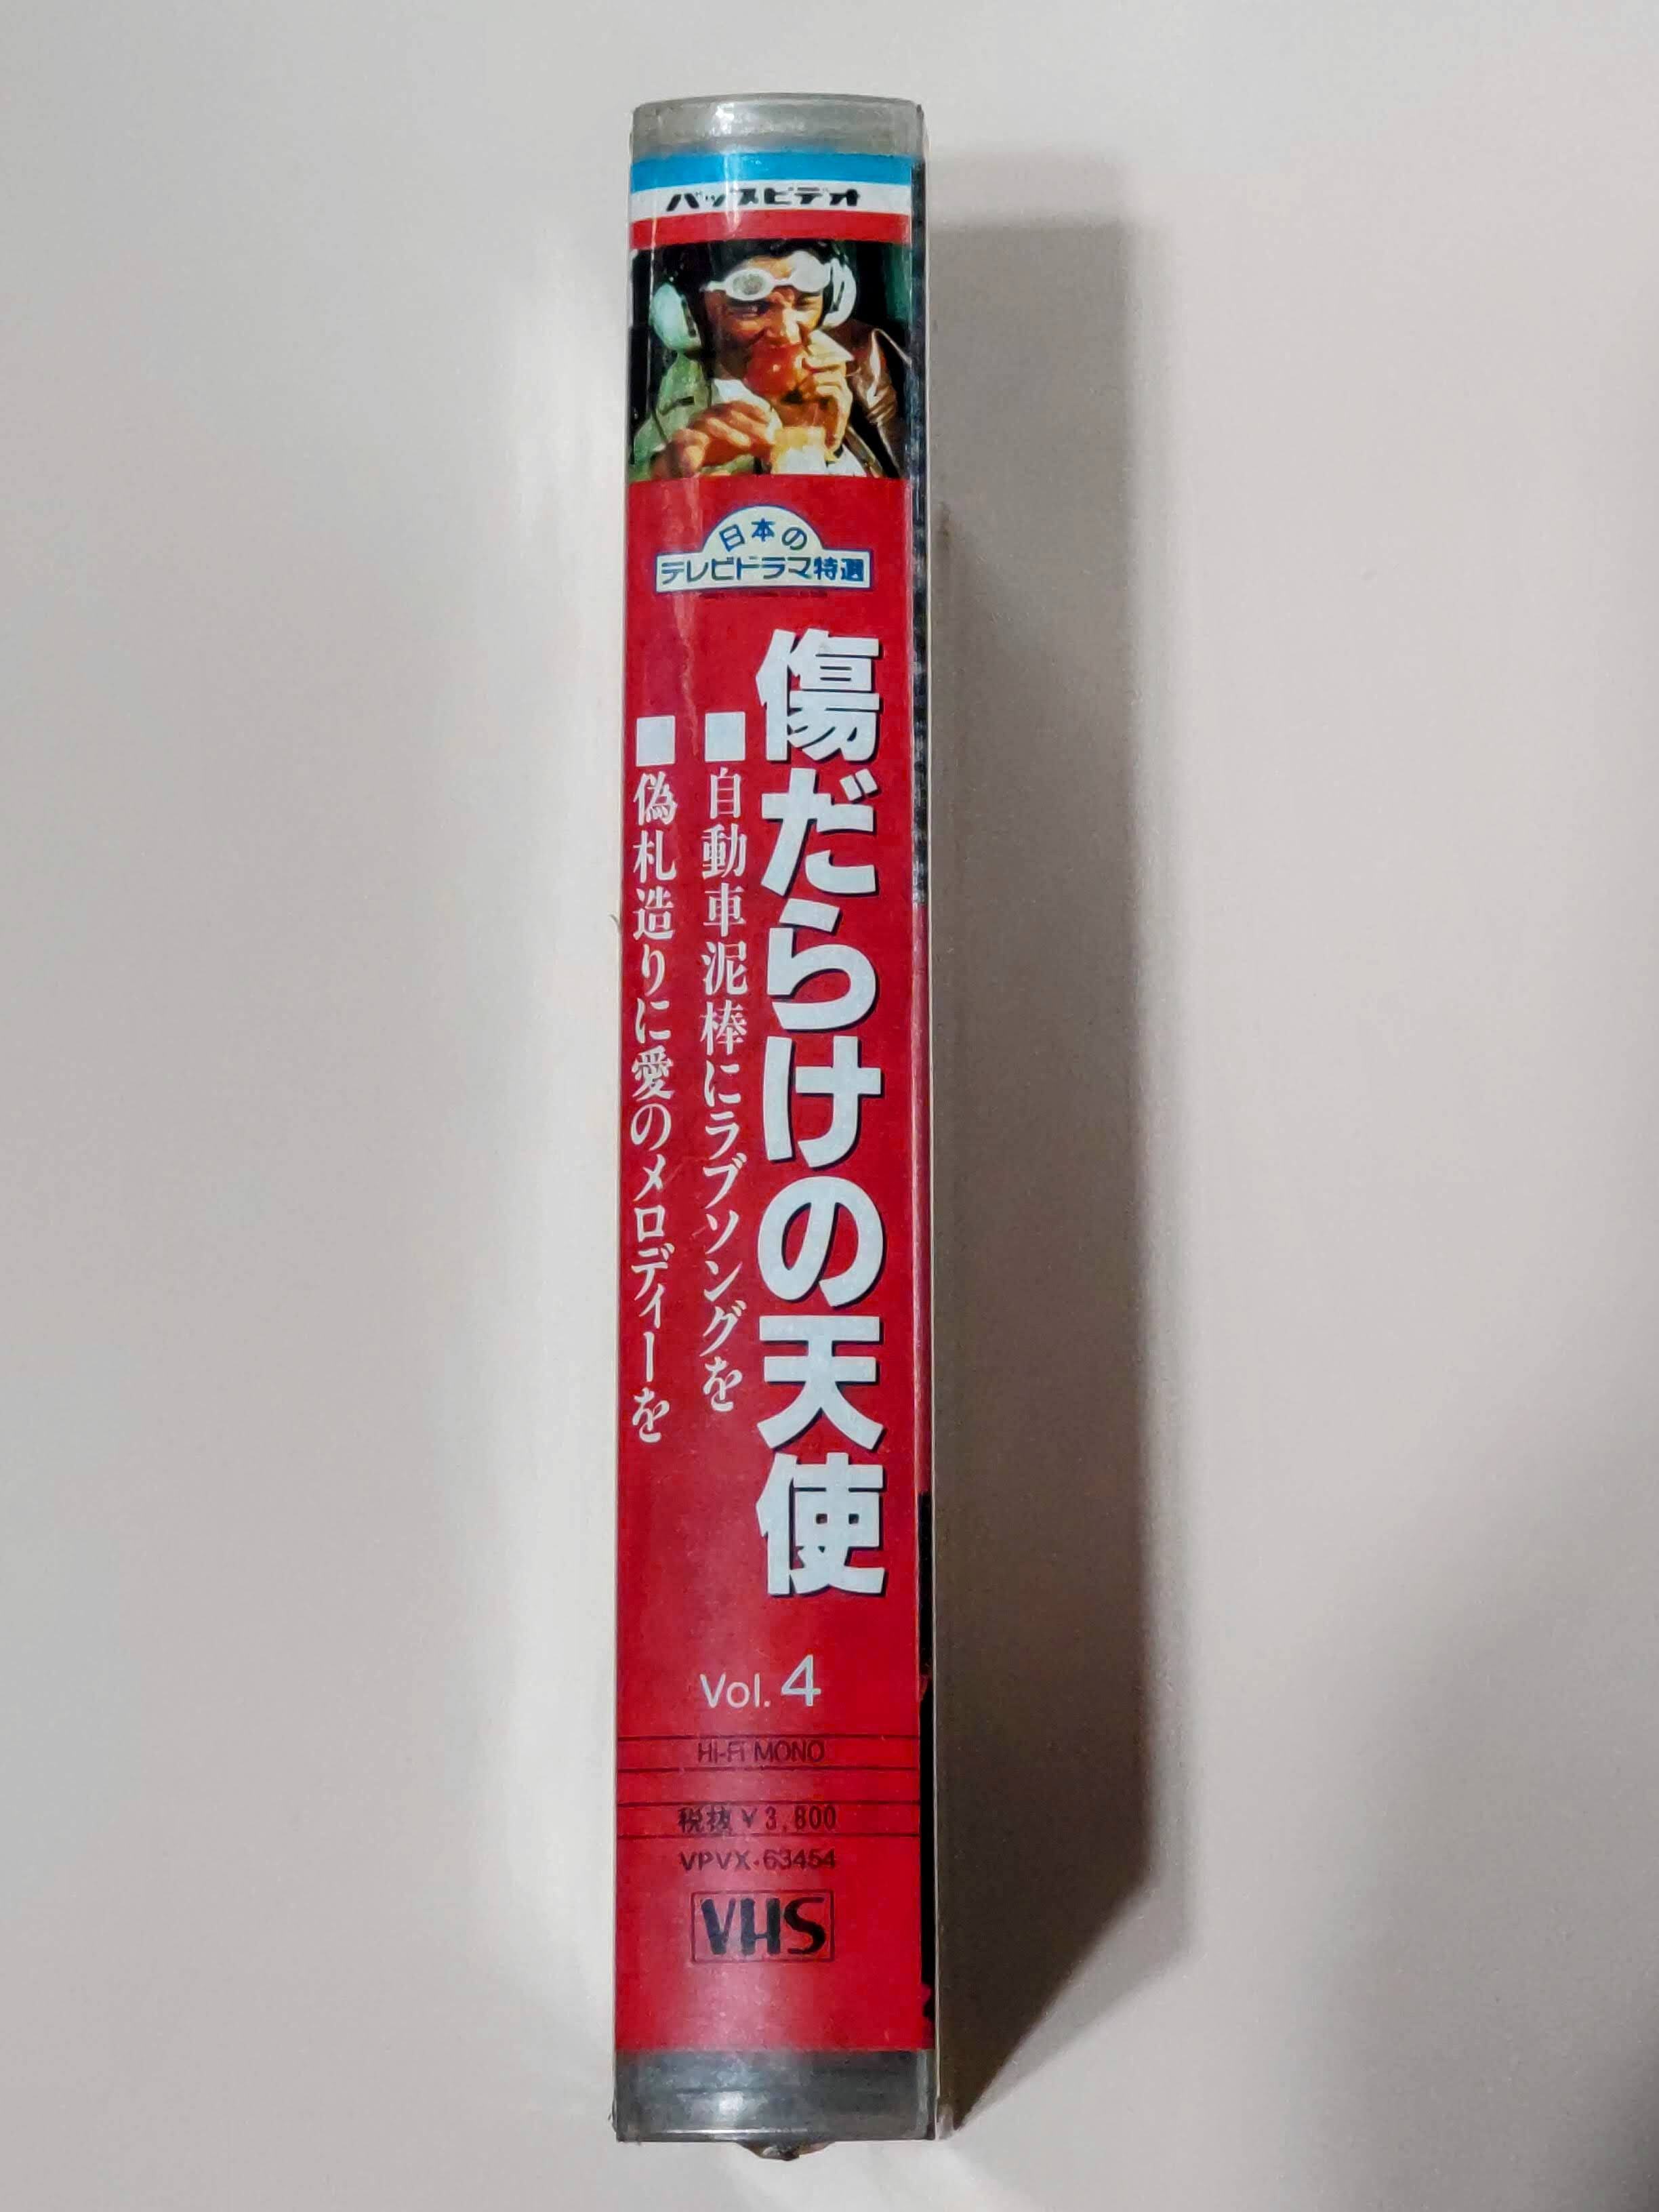 バップビデオ
日本の
テレビドラマ特選
傷だらけの天使
■自動車泥棒にラブソングを
■偽札造りに愛のメロディーを
Vol. 4
Hi-Fi MONO
税抜¥3,800
VPVX-63454
VHS